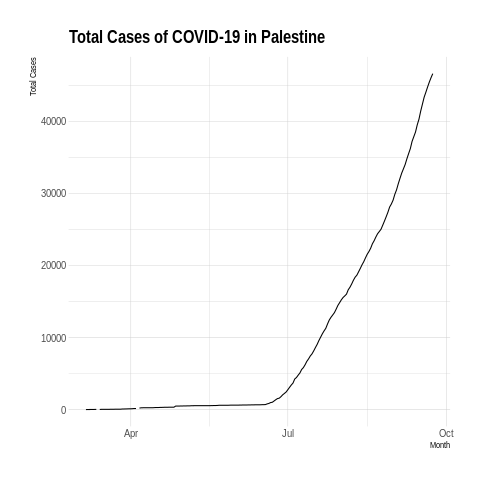 Total Cases of COVID-19 in Palestine
Total Cases
40000
30000
20000
10000
0
Apr
Jul
Oct
Month